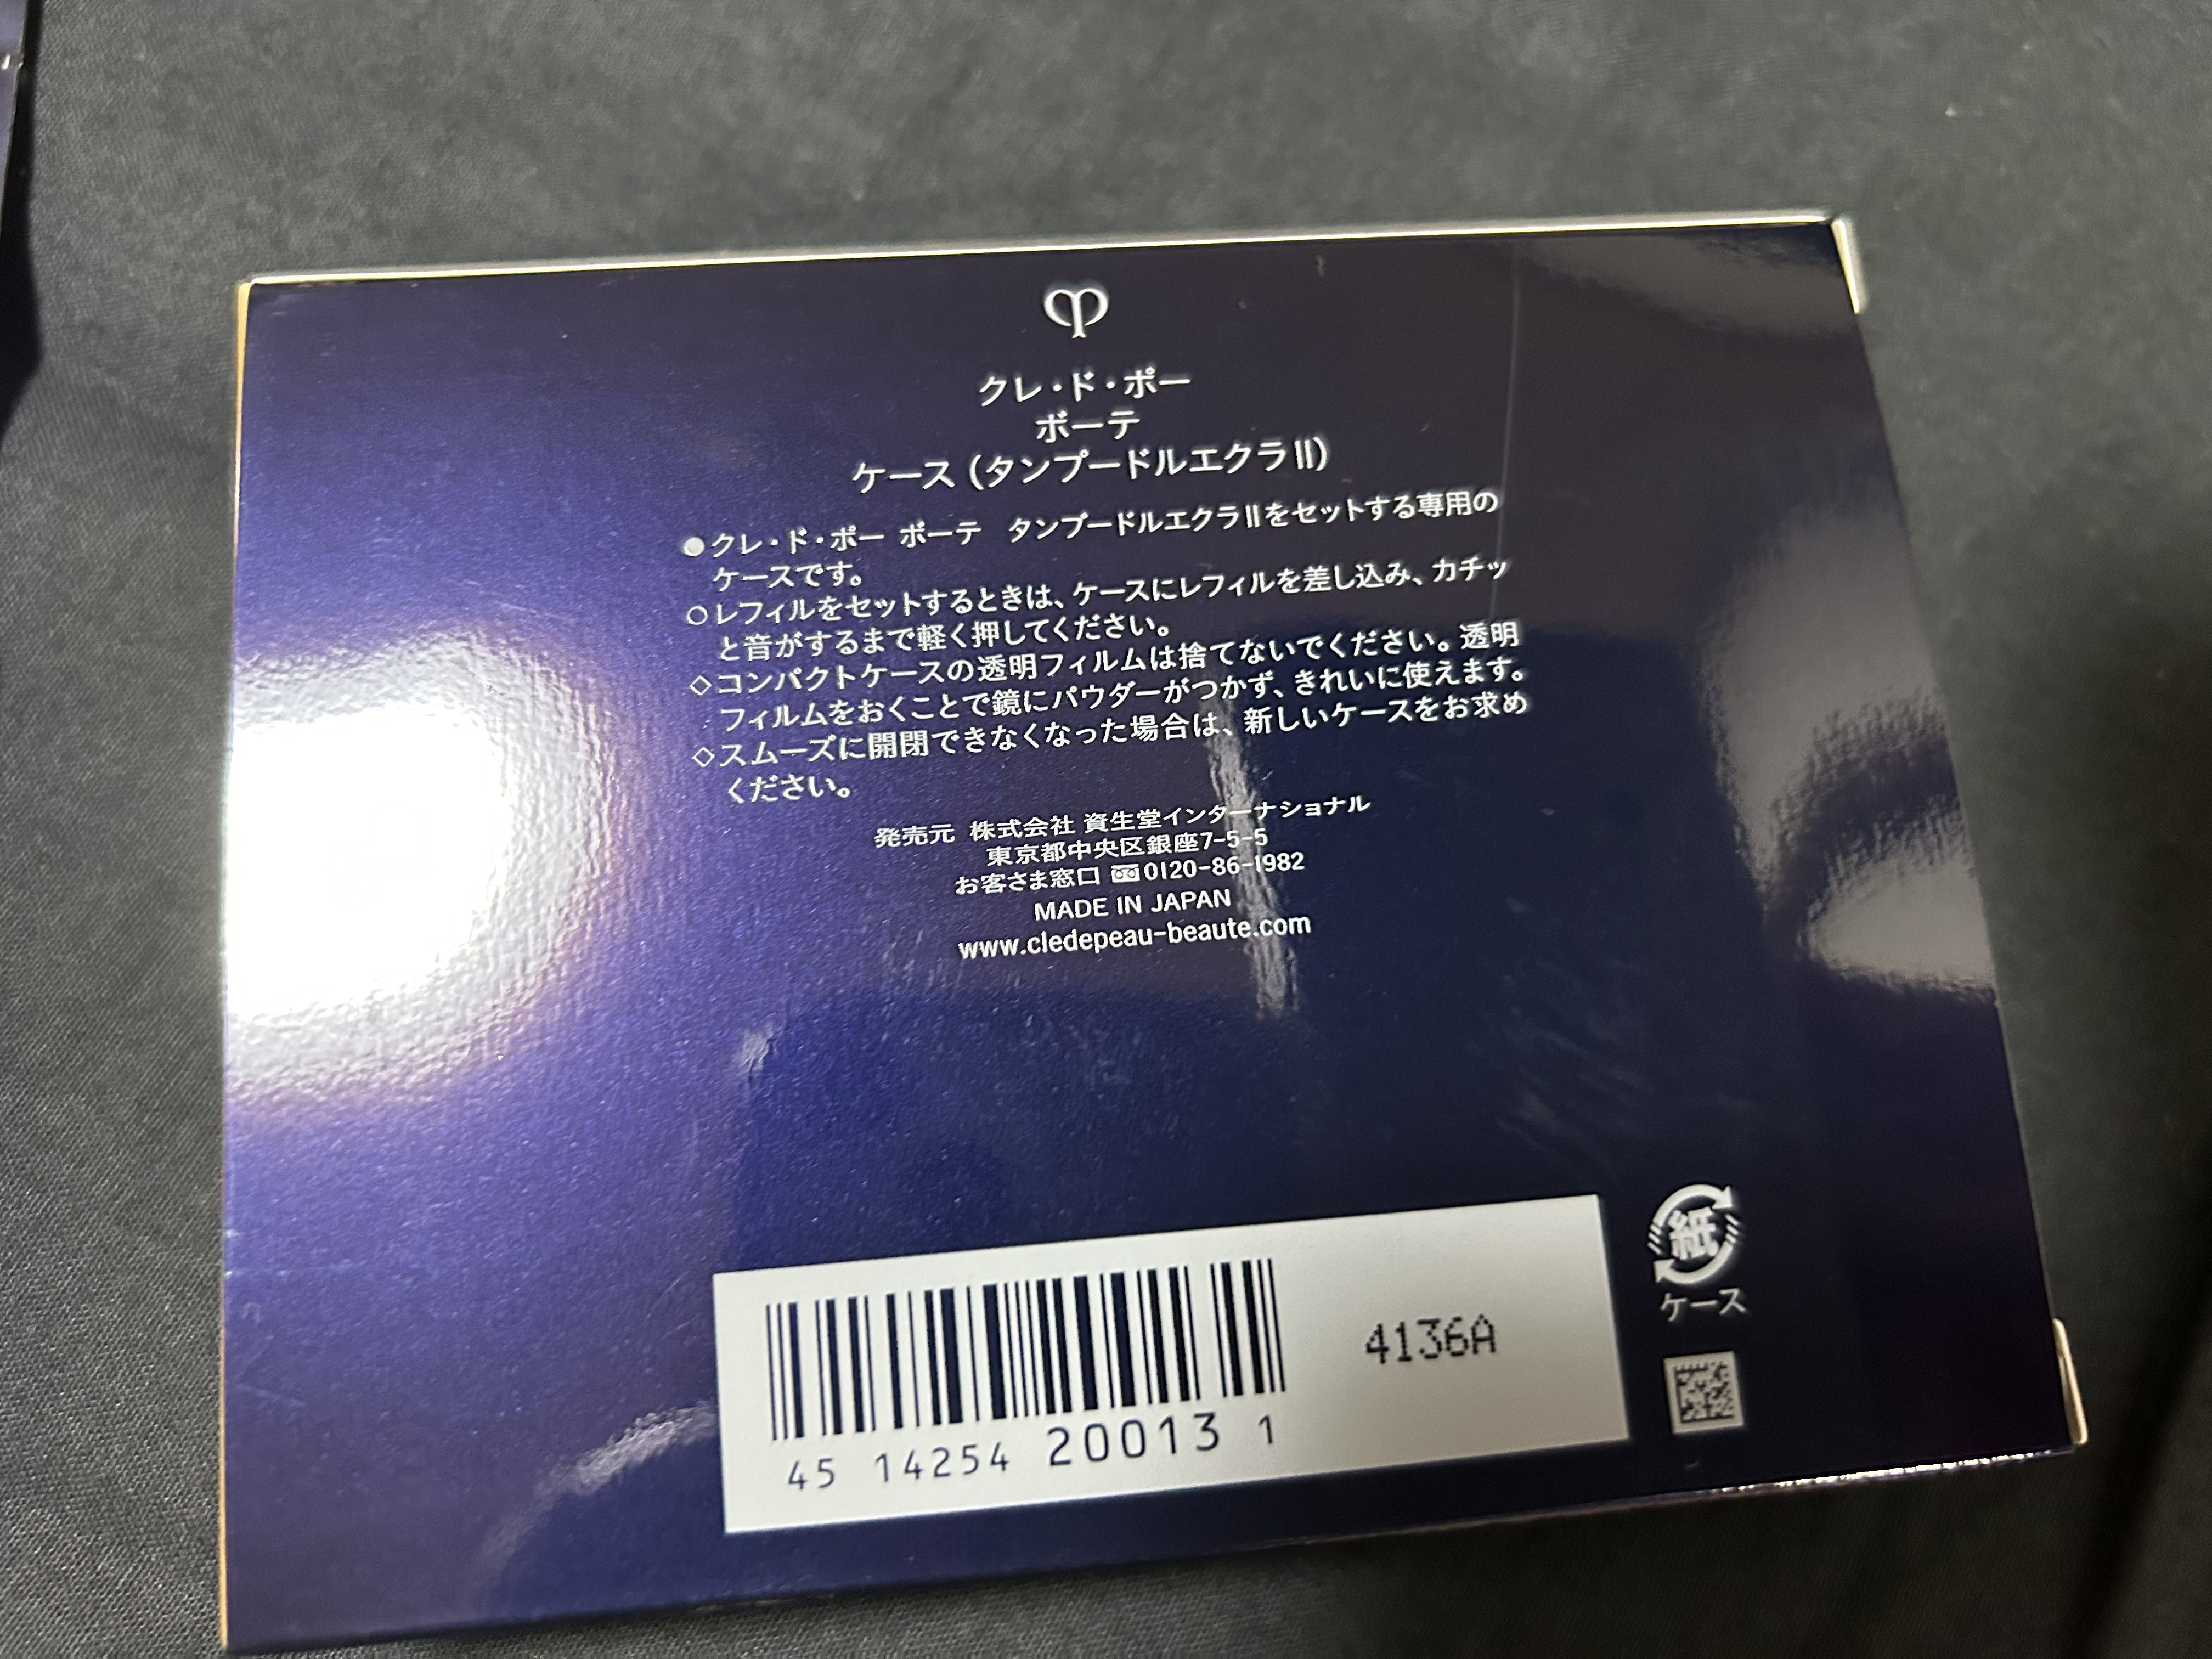 クレ・ド・ポー
ボーテ
ケース (タンプードルエクラⅡ)
●クレ・ド・ポー ボーテ　タンプードルエクラⅡをセットする専用の
ケースです。
○レフィルをセットするときは、ケースにレフィルを差し込み、カチッ
と音がするまで軽く押してください。
◇コンパクトケースの透明フィルムは捨てないでください。透明
フィルムをおくことで鏡にパウダーがつかず、きれいに使えます。
◇スムーズに開閉できなくなった場合は、新しいケースをお求め
ください。
発売元 株式会社 資生堂インターナショナル
東京都中央区銀座7-5-5
お客さま窓口 0120-86-1982
MADE IN JAPAN
www.cledepeau-beaute.com
紙
ケース
4136A
45 14254 20013 1